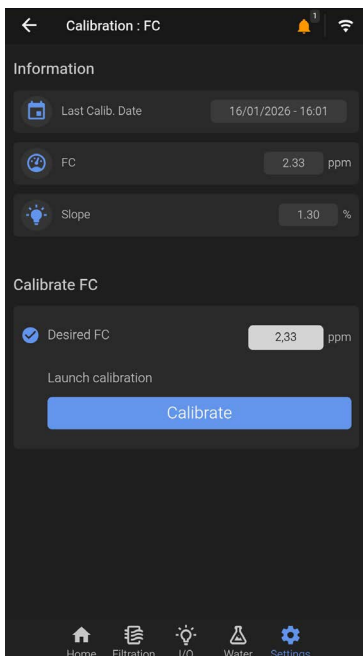 Calibration : FC
1
Information
Last Calib. Date
16/01/2026 - 16:01
FC
2.33 ppm
Slope
1.30 %
Calibrate FC
Desired FC
2,33 ppm
Launch calibration
Calibrate
Home Filtration I/O Water Settings